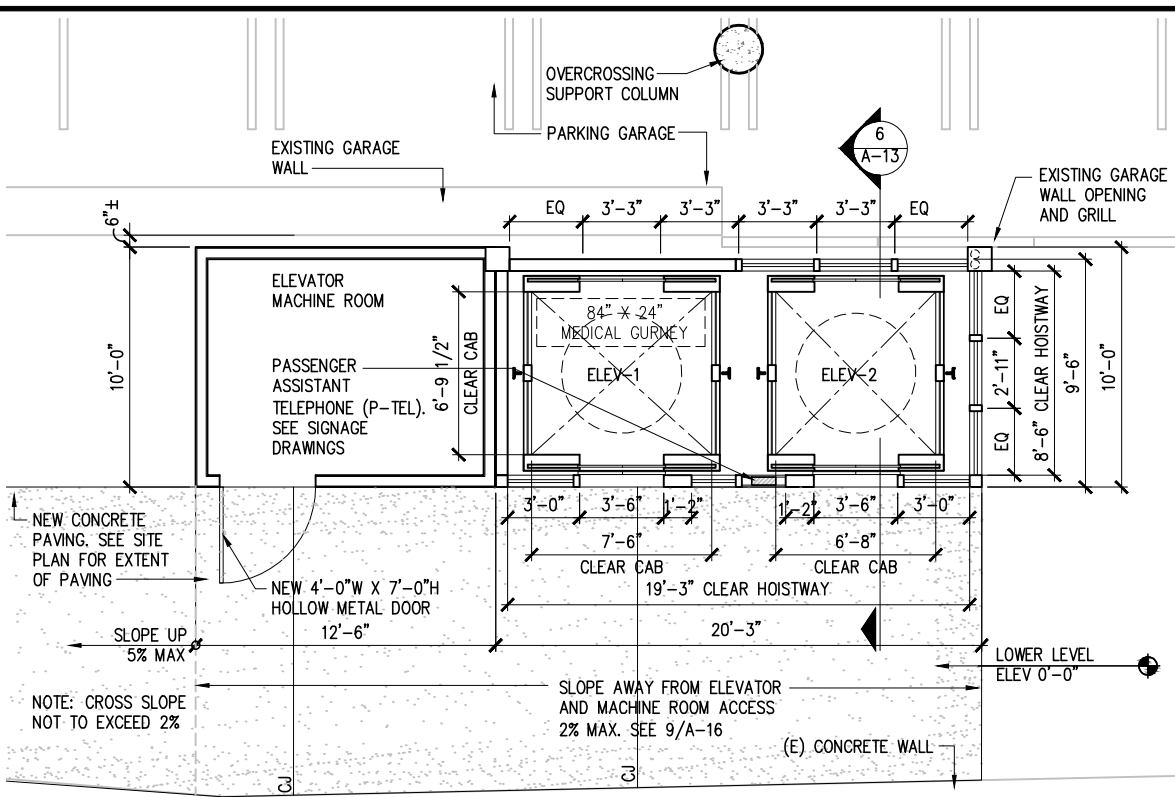 OVERCROSSING
SUPPORT COLUMN
PARKING GARAGE
EXISTING GARAGE
WALL
6
A-13
EXISTING GARAGE
WALL OPENING
AND GRILL
6"±
EQ
3'-3"
3'-3"
3'-3"
3'-3"
EQ
ELEVATOR
MACHINE ROOM
PASSENGER
ASSISTANT
TELEPHONE (P-TEL).
SEE SIGNAGE
DRAWINGS
10'-0"
6'-9 1/2"
CLEAR CAB
84" X 24"
MEDICAL GURNEY
ELEV-1
ELEV-2
EQ
2'-11"
EQ
8'-6" CLEAR HOISTWAY
9'-6"
10'-0"
3'-0"
3'-6"
1'-2"
1'-2"
3'-6"
3'-0"
7'-6"
CLEAR CAB
6'-8"
CLEAR CAB
NEW CONCRETE
PAVING. SEE SITE
PLAN FOR EXTENT
OF PAVING
NEW 4'-0"W X 7'-0"H
HOLLOW METAL DOOR
19'-3" CLEAR HOISTWAY
12'-6"
20'-3"
SLOPE UP
5% MAX
LOWER LEVEL
ELEV 0'-0"
NOTE: CROSS SLOPE
NOT TO EXCEED 2%
SLOPE AWAY FROM ELEVATOR
AND MACHINE ROOM ACCESS
2% MAX. SEE 9/A-16
(E) CONCRETE WALL
CJ
CJ